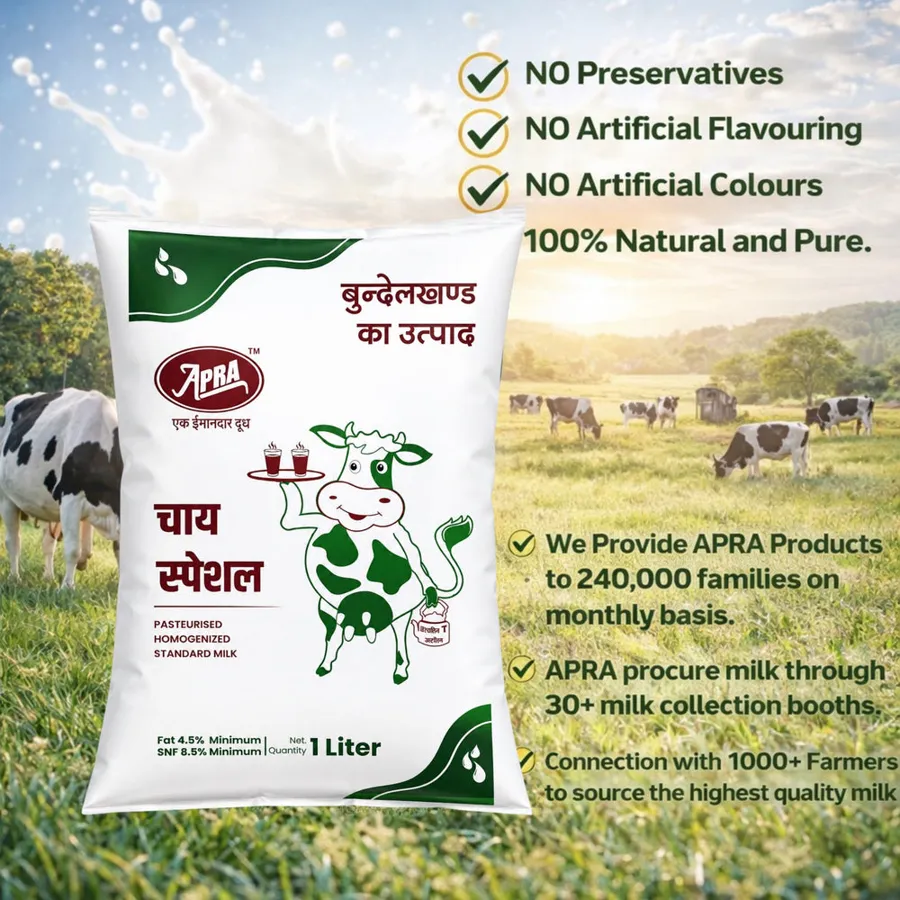 NO Preservatives
NO Artificial Flavouring
NO Artificial Colours
100% Natural and Pure.
बुन्देलखण्ड
का उत्पाद
APRA TM
एक ईमानदार दूध
चाय
स्पेशल
PASTEURISED
HOMOGENIZED
STANDARD MILK
Fat 4.5% Minimum
SNF 8.5% Minimum
Net.
Quantity
1 Liter
We Provide APRA Products
to 240,000 families on
monthly basis.
APRA procure milk through
30+ milk collection booths.
Connection with 1000+ Farmers
to source the highest quality milk